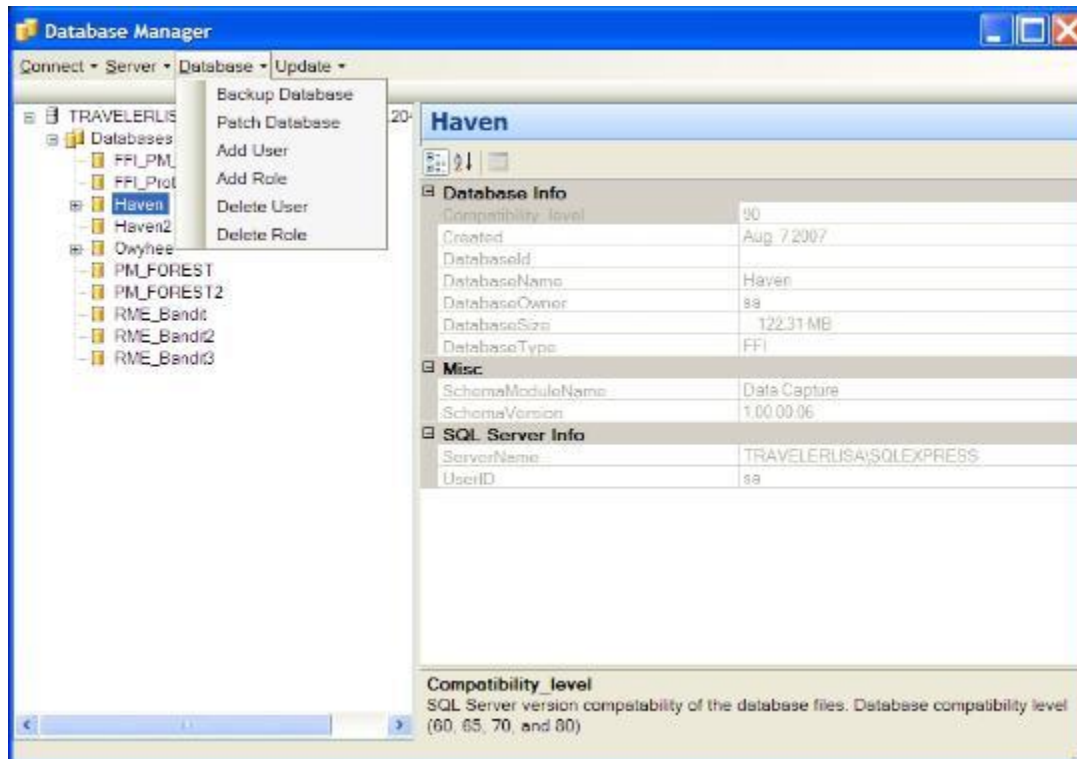 Database Manager
Connect Server Database Update
Backup Database
Patch Database
Add User
Add Role
Delete User
Delete Role
TRAVELERLIS
Databases
FFI_PM_
FFI_Prot
Haven
Haven2
Owyhee
PM_FOREST
PM_FOREST2
RME_Bandit
RME_Bandit2
RME_Bandit3
Haven
Database Info
Compatibility_level 90
Created Aug 7 2007
DatabaseId
DatabaseName Haven
DatabaseOwner sa
DatabaseSize 122.31 MB
DatabaseType FFI
Misc
SchemaModuleName Data Capture
SchemaVersion 1.00.00.06
SQL Server Info
ServerName TRAVELERLISA\SQLEXPRESS
UserID sa
Compatibility_level
SQL Server version compatability of the database files. Database compatibility level
(60, 65, 70, and 80)